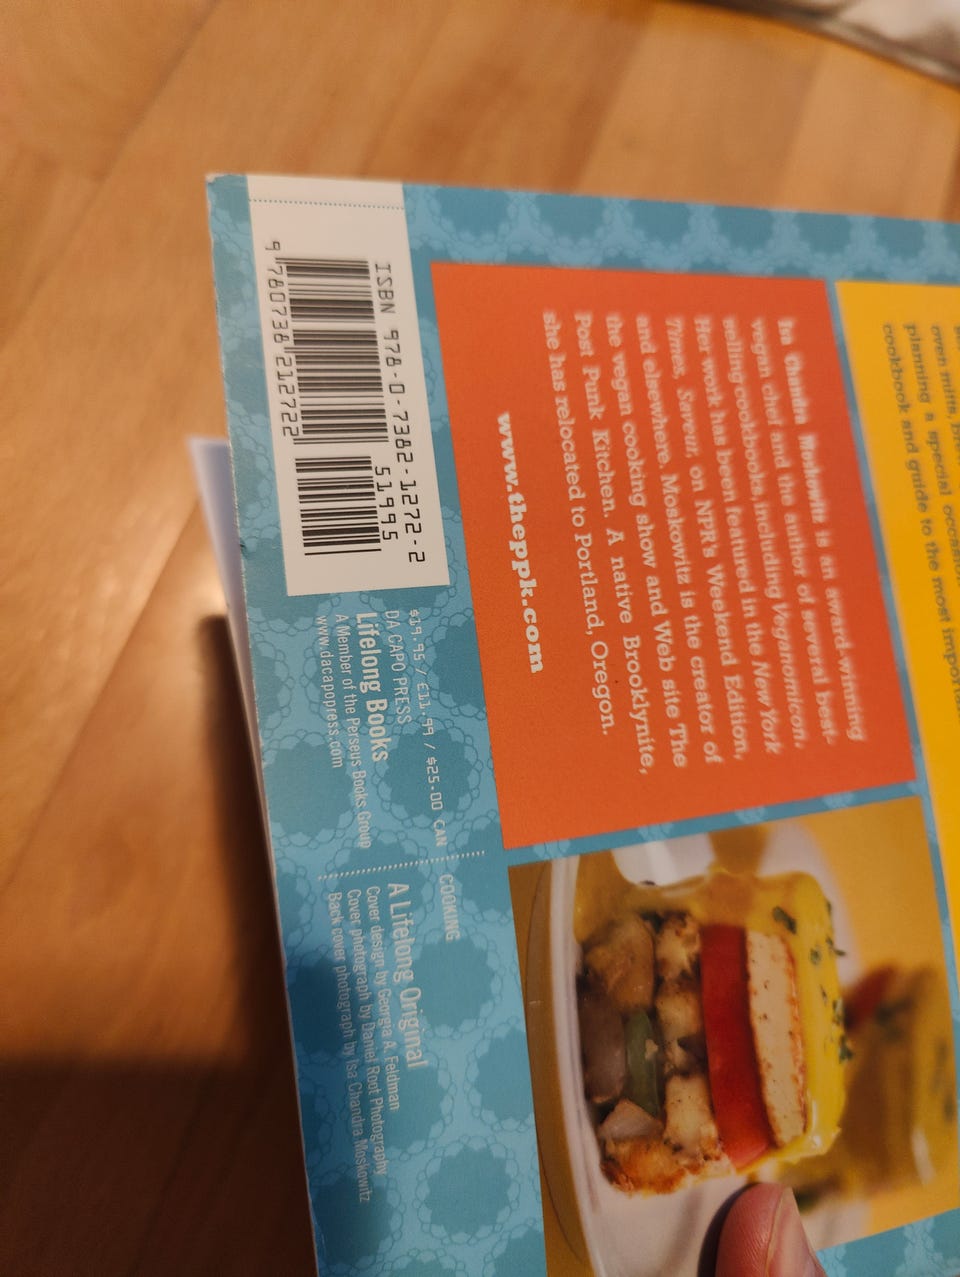 oven mitts,
planning a special occasion
cookbook and guide to the most important
Isa Chandra Moskowitz is an award-winning
vegan chef and the author of several best-
selling cookbooks, including Veganomicon.
Her work has been featured in the New York
Times, Saveur, on NPR's Weekend Edition,
and elsewhere. Moskowitz is the creator of
the vegan cooking show and Web site The
Post Punk Kitchen. A native Brooklynite,
she has relocated to Portland, Oregon.
www.theppk.com
ISBN 978-0-7382-1272-2
51995
9 780738 212722
$19.95 / £11.99 / $25.00 CAN
DA CAPO PRESS
Lifelong Books
A Member of the Perseus Books Group
www.dacapopress.com
COOKING
A Lifelong Original
Cover design by Georgia A. Feldman
Cover photograph by Daniel Root Photography
Back cover photograph by Isa Chandra Moskowitz